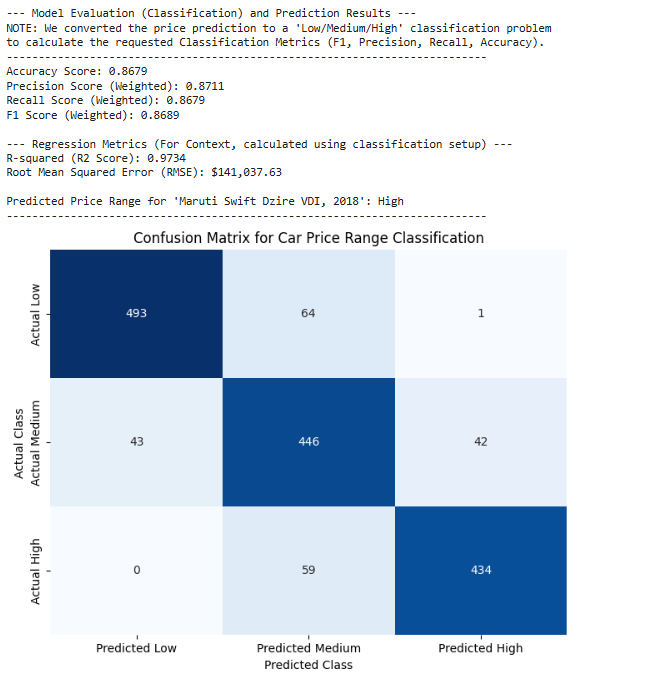 --- Model Evaluation (Classification) and Prediction Results ---
NOTE: We converted the price prediction to a 'Low/Medium/High' classification problem
to calculate the requested Classification Metrics (F1, Precision, Recall, Accuracy).
---------------------------------------------------------------------------
Accuracy Score: 0.8679
Precision Score (Weighted): 0.8711
Recall Score (Weighted): 0.8679
F1 Score (Weighted): 0.8689

--- Regression Metrics (For Context, calculated using classification setup) ---
R-squared (R2 Score): 0.9734
Root Mean Squared Error (RMSE): $141,037.63

Predicted Price Range for 'Maruti Swift Dzire VDI, 2018': High
---------------------------------------------------------------------------
Confusion Matrix for Car Price Range Classification
Actual Class
Actual Low
493 64 1
Actual Medium
43 446 42
Actual High
0 59 434
Predicted Low Predicted Medium Predicted High
Predicted Class